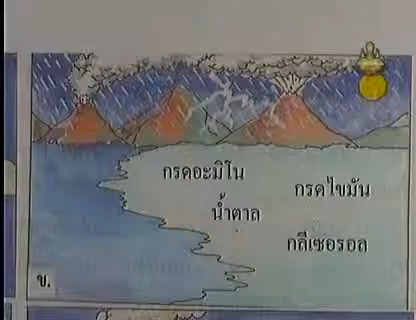 กรดอะมิโน
กรดไขมัน
น้ำตาล
กลีเซอรอล
ข.